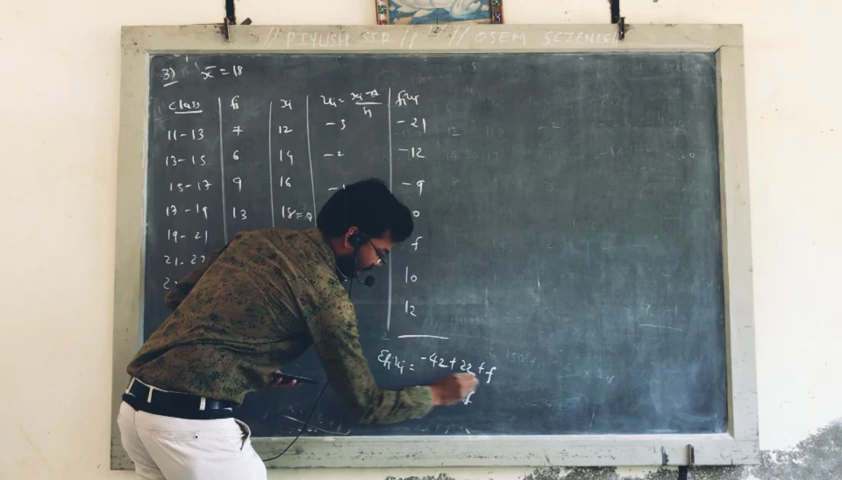 // PIYUSH SIR // // OSEM SCIENCE
3) x̄ = 18
class fi xi ui = xi - a / h fiui
11-13 7 12 -3 -21
13-15 6 14 -2 -12
15-17 9 16 -1 -9
17-19 13 18=a 0
19-21 f
21-23 10
12
Σfiui = -42+22+f
f